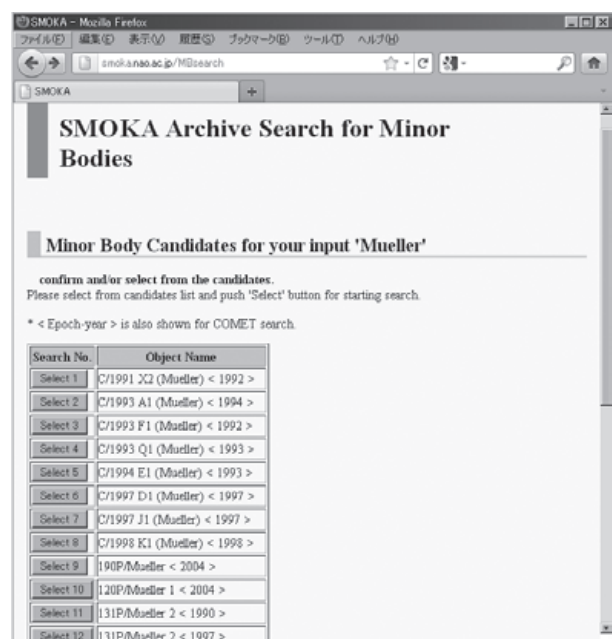 SMOKA - Mozilla Firefox
ファイル(F) 編集(E) 表示(V) 履歴(S) ブックマーク(B) ツール(T) ヘルプ(H)
smoka.nao.ac.jp/MBsearch
SMOKA
SMOKA Archive Search for Minor
Bodies
Minor Body Candidates for your input 'Mueller'
confirm and/or select from the candidates.
Please select from candidates list and push 'Select' button for starting search.
* < Epoch-year > is also shown for COMET search.
Search No. Object Name
Select 1 C/1991 X2 (Mueller) < 1992 >
Select 2 C/1993 A1 (Mueller) < 1994 >
Select 3 C/1993 F1 (Mueller) < 1992 >
Select 4 C/1993 Q1 (Mueller) < 1993 >
Select 5 C/1994 E1 (Mueller) < 1993 >
Select 6 C/1997 D1 (Mueller) < 1997 >
Select 7 C/1997 J1 (Mueller) < 1997 >
Select 8 C/1998 K1 (Mueller) < 1998 >
Select 9 190P/Mueller < 2004 >
Select 10 120P/Mueller 1 < 2004 >
Select 11 131P/Mueller 2 < 1990 >
Select 12 131P/Mueller 2 < 1997 >